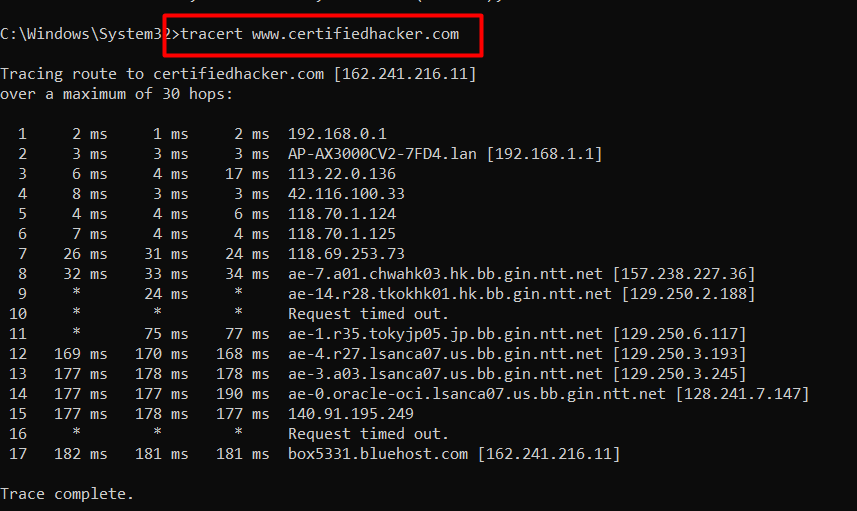 C:\Windows\System32>tracert www.certifiedhacker.com
Tracing route to certifiedhacker.com [162.241.216.11]
over a maximum of 30 hops:
1 2 ms 1 ms 2 ms 192.168.0.1
2 3 ms 3 ms 3 ms AP-AX3000CV2-7FD4.lan [192.168.1.1]
3 6 ms 4 ms 17 ms 113.22.0.136
4 8 ms 3 ms 3 ms 42.116.100.33
5 4 ms 4 ms 6 ms 118.70.1.124
6 7 ms 4 ms 4 ms 118.70.1.125
7 26 ms 31 ms 24 ms 118.69.253.73
8 32 ms 33 ms 34 ms ae-7.a01.chwahk03.hk.bb.gin.ntt.net [157.238.227.36]
9 * 24 ms * ae-14.r28.tkokhk01.hk.bb.gin.ntt.net [129.250.2.188]
10 * * * Request timed out.
11 * 75 ms 77 ms ae-1.r35.tokyjp05.jp.bb.gin.ntt.net [129.250.6.117]
12 169 ms 170 ms 168 ms ae-4.r27.lsanca07.us.bb.gin.ntt.net [129.250.3.193]
13 177 ms 178 ms 178 ms ae-3.a03.lsanca07.us.bb.gin.ntt.net [129.250.3.245]
14 177 ms 177 ms 190 ms ae-0.oracle-oci.lsanca07.us.bb.gin.ntt.net [128.241.7.147]
15 177 ms 178 ms 177 ms 140.91.195.249
16 * * * Request timed out.
17 182 ms 181 ms 181 ms box5331.bluehost.com [162.241.216.11]
Trace complete.